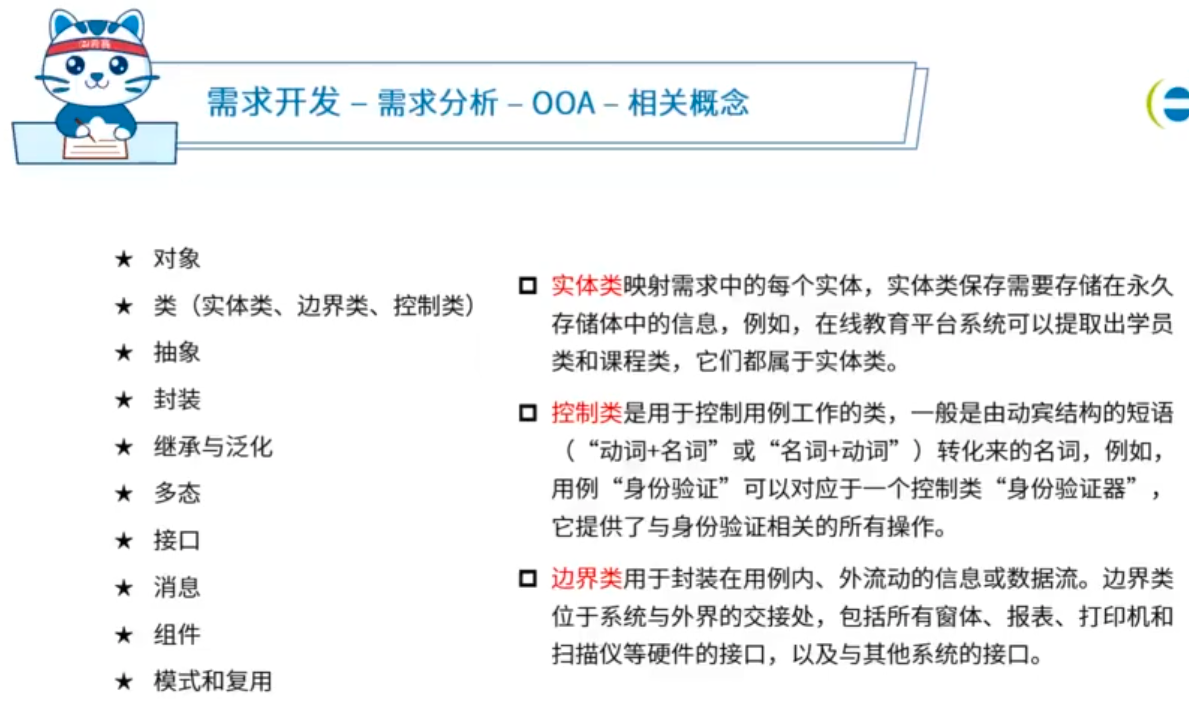 需求开发 – 需求分析 – OOA – 相关概念
★ 对象
★ 类（实体类、边界类、控制类）
★ 抽象
★ 封装
★ 继承与泛化
★ 多态
★ 接口
★ 消息
★ 组件
★ 模式和复用
实体类映射需求中的每个实体，实体类保存需要存储在永久
存储体中的信息，例如，在线教育平台系统可以提取出学员
类和课程类，它们都属于实体类。
控制类是用于控制用例工作的类，一般是由动宾结构的短语
（“动词+名词”或“名词+动词”）转化来的名词，例如，
用例“身份验证”可以对应于一个控制类“身份验证器”，
它提供了与身份验证相关的所有操作。
边界类用于封装在用例内、外流动的信息或数据流。边界类
位于系统与外界的交接处，包括所有窗体、报表、打印机和
扫描仪等硬件的接口，以及与其他系统的接口。